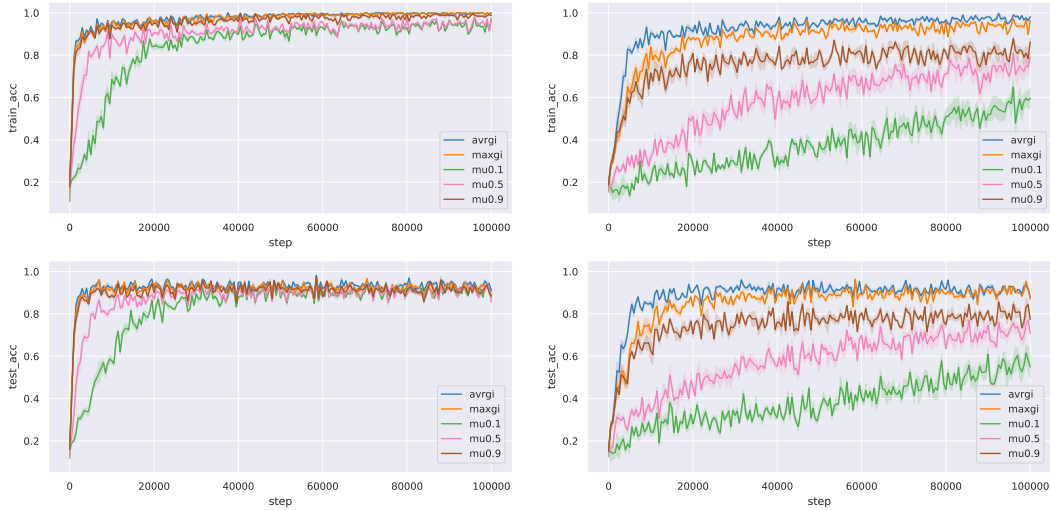 1.0
0.8
0.6
0.4
0.2
train_acc
0
20000
40000
60000
80000
100000
step
avrgi
maxgi
mu0.1
mu0.5
mu0.9
1.0
0.8
0.6
0.4
0.2
train_acc
0
20000
40000
60000
80000
100000
step
avrgi
maxgi
mu0.1
mu0.5
mu0.9
1.0
0.8
0.6
0.4
0.2
test_acc
0
20000
40000
60000
80000
100000
step
avrgi
maxgi
mu0.1
mu0.5
mu0.9
1.0
0.8
0.6
0.4
0.2
test_acc
0
20000
40000
60000
80000
100000
step
avrgi
maxgi
mu0.1
mu0.5
mu0.9